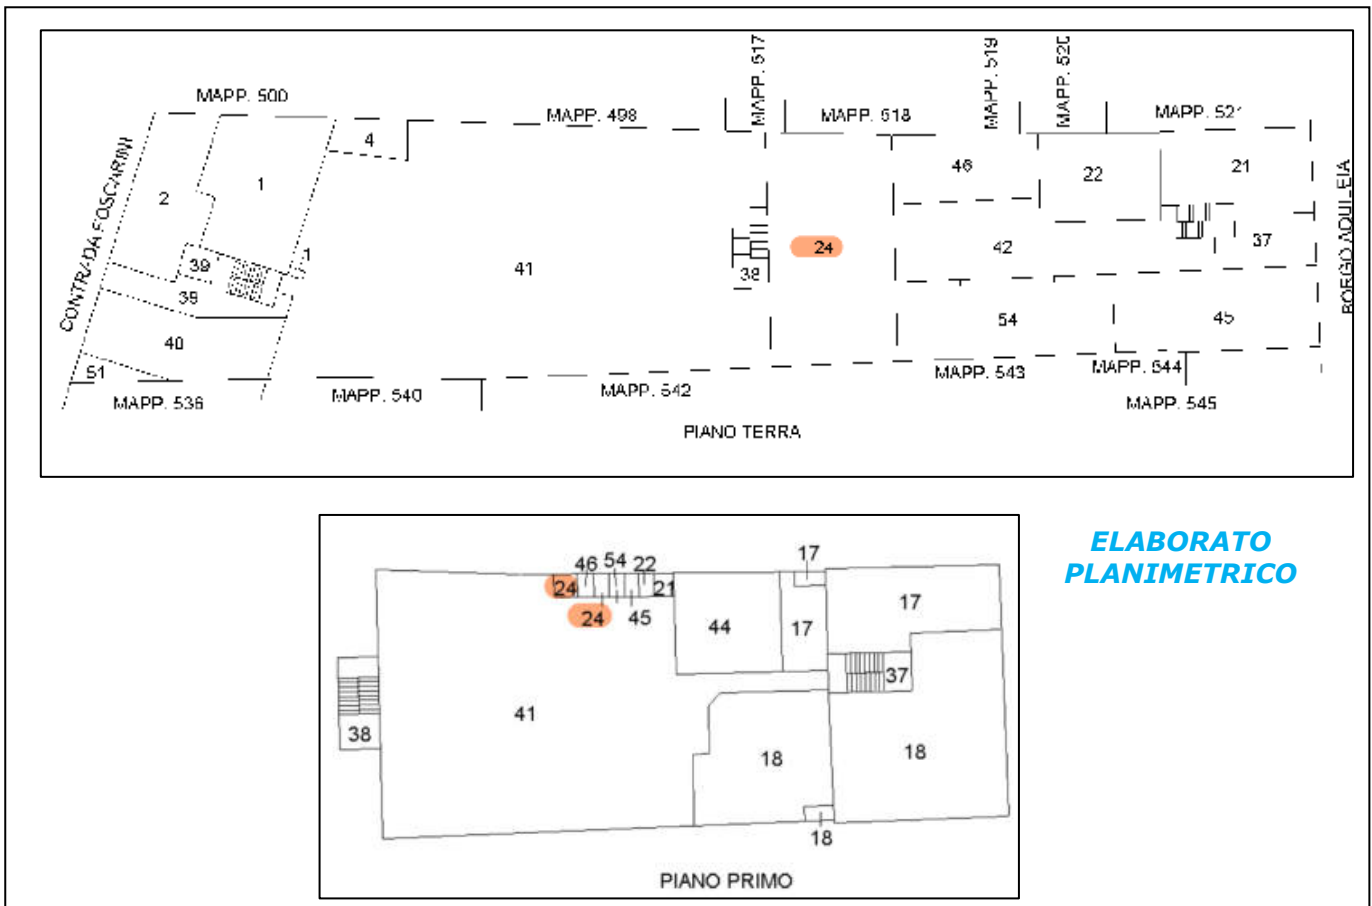 MAPP. 500
MAPP. 498
MAPP. 517
MAPP. 518
MAPP. 519
MAPP. 520
MAPP. 521
CONTRADA FOSCARINI
BORGO AQUILEIA
2
1
4
1
39
39
40
51
41
38
24
46
22
21
42
37
54
45
MAPP. 536
MAPP. 540
MAPP. 542
MAPP. 543
MAPP. 544
MAPP. 545
PIANO TERRA
ELABORATO
PLANIMETRICO
46
54
22
17
24
21
24
45
44
17
17
37
41
38
18
18
18
PIANO PRIMO